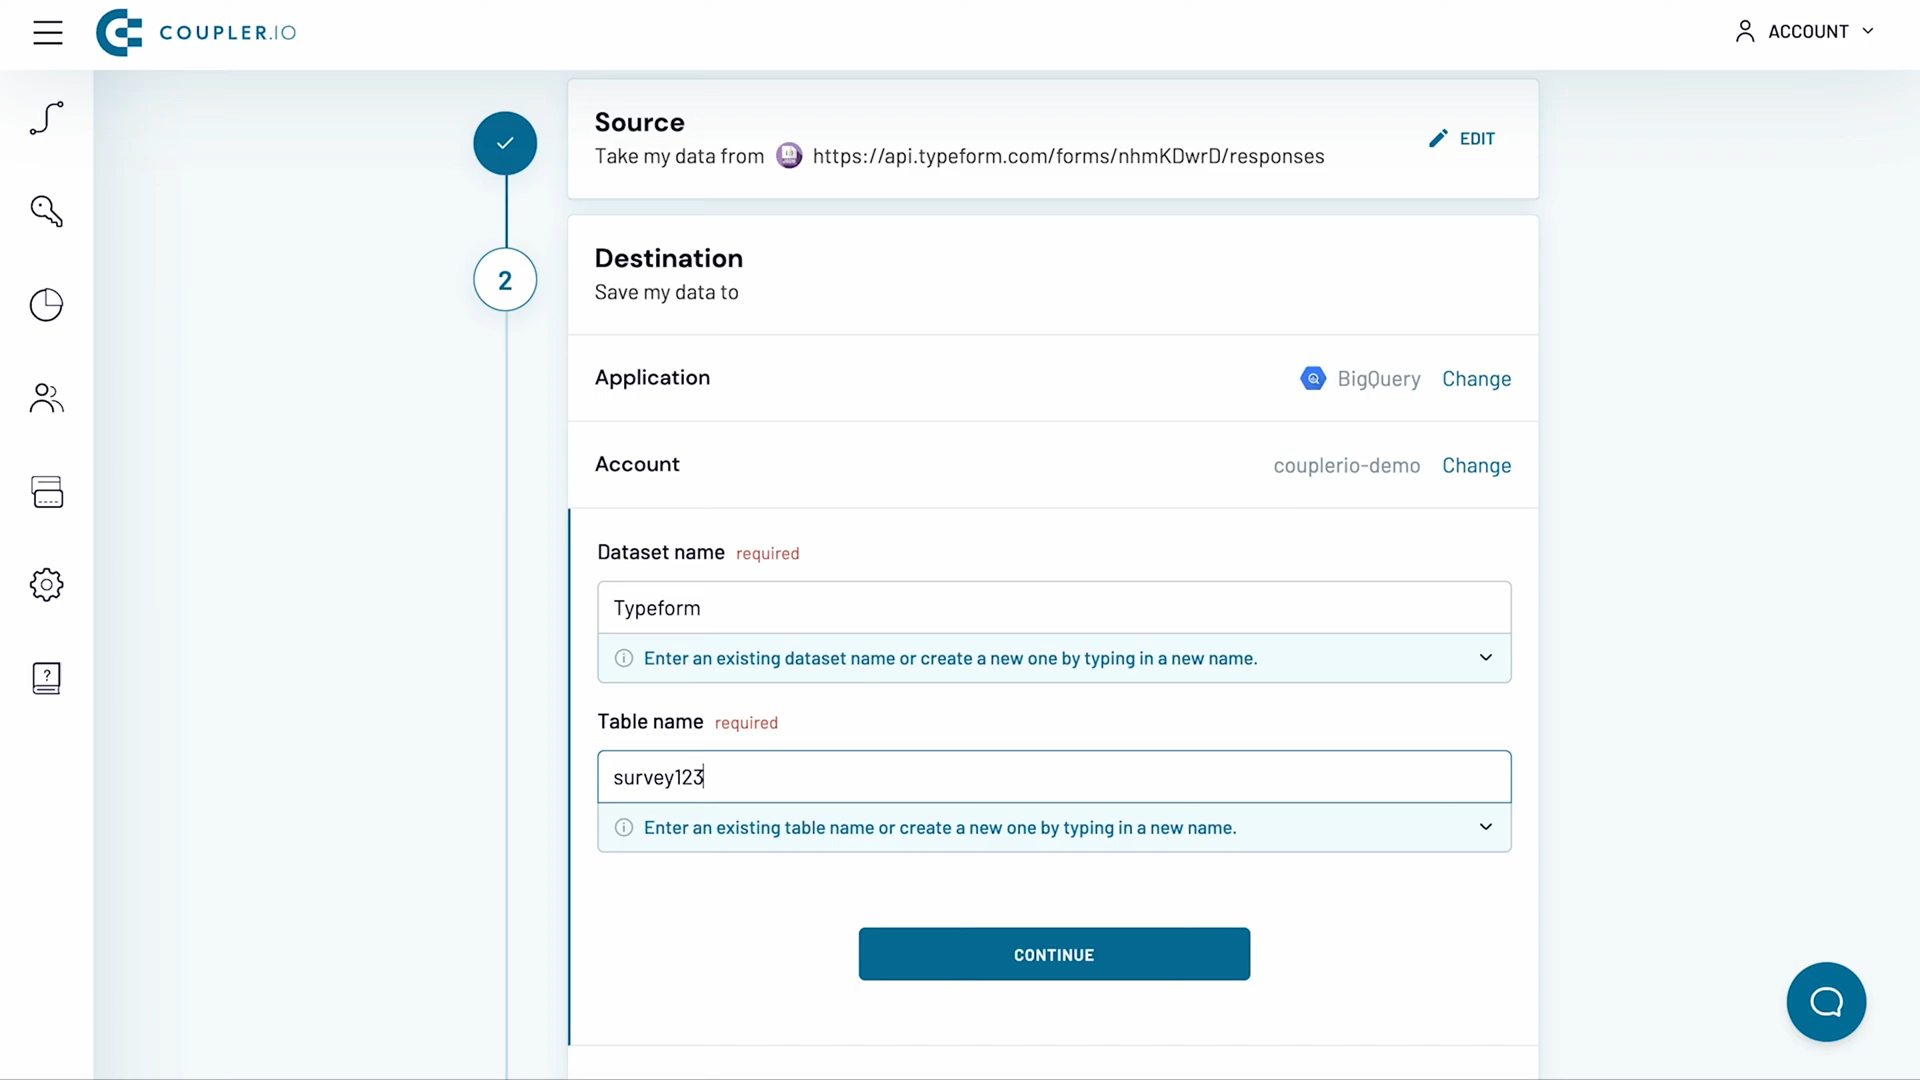 COUPLER.IO
ACCOUNT
Source
Take my data from https://api.typeform.com/forms/nhmKDwrD/responses
EDIT
2
Destination
Save my data to
Application
BigQuery Change
Account
couplerio-demo Change
Dataset name required
Typeform
Enter an existing dataset name or create a new one by typing in a new name.
Table name required
survey123
Enter an existing table name or create a new one by typing in a new name.
CONTINUE